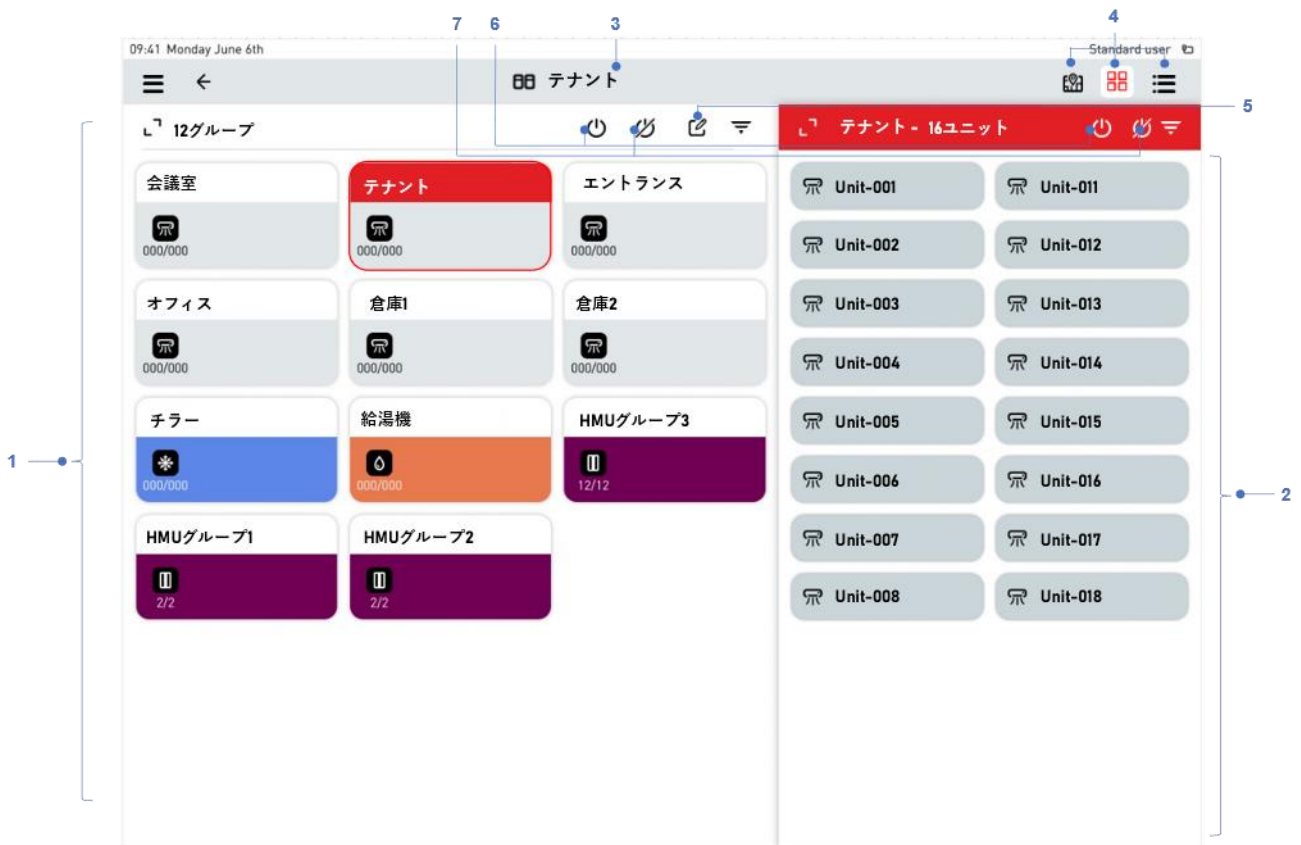 7 6 3 4
09:41 Monday June 6th
Standard user
テナント
5
12グループ
テナント - 16ユニット
会議室
テナント
エントランス
000/000
000/000
000/000
オフィス
倉庫1
倉庫2
000/000
000/000
000/000
チラー
給湯機
HMUグループ3
000/000
000/000
12/12
HMUグループ1
HMUグループ2
2/2
2/2
1
Unit-001
Unit-011
Unit-002
Unit-012
Unit-003
Unit-013
Unit-004
Unit-014
Unit-005
Unit-015
Unit-006
Unit-016
Unit-007
Unit-017
Unit-008
Unit-018
2